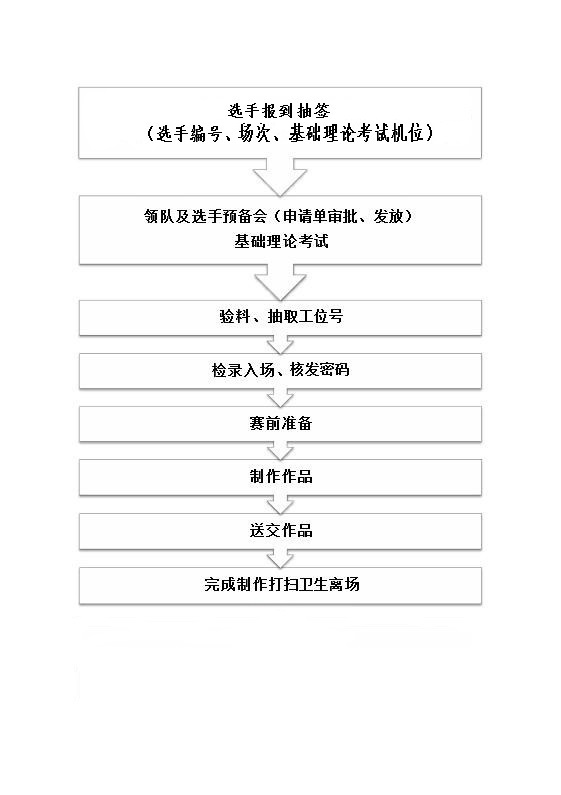 选手报到抽签
（选手编号、场次、基础理论考试机位）
领队及选手预备会（申请单审批、发放）
基础理论考试
验料、抽取工位号
检录入场、核发密码
赛前准备
制作作品
送交作品
完成制作打扫卫生离场